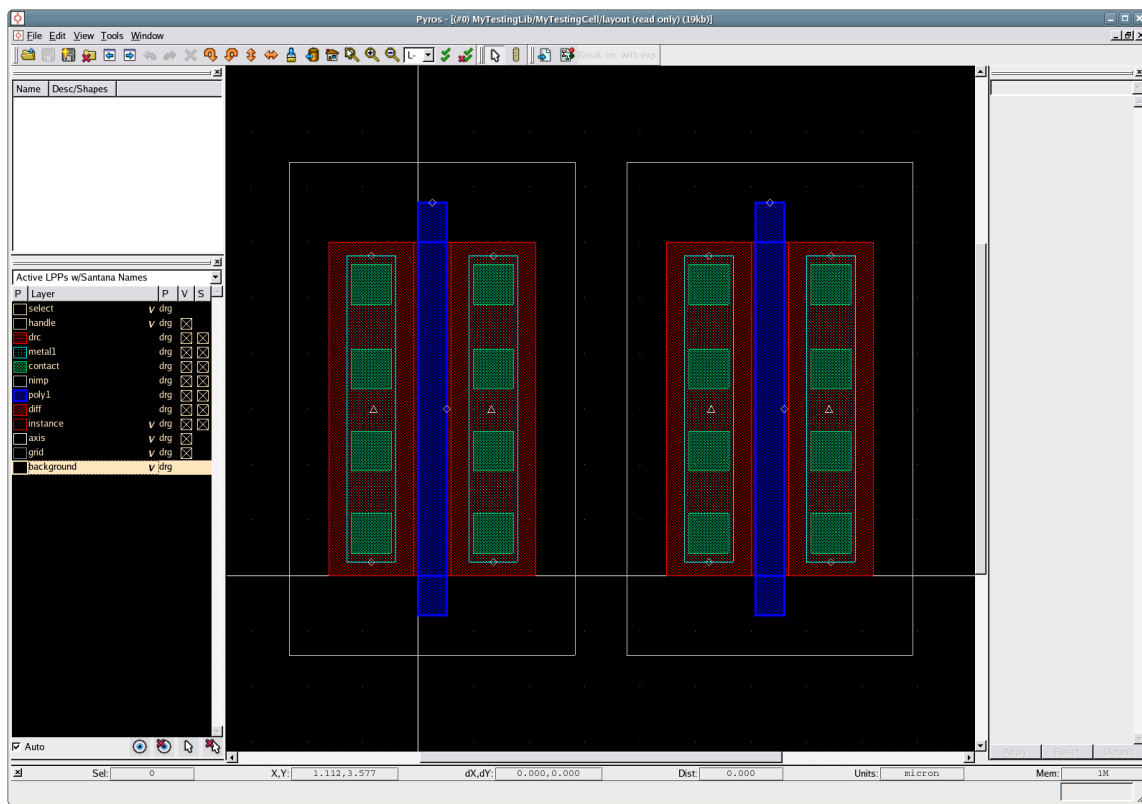 Pyros - [(#0) MyTestingLib/MyTestingCell/layout (read only) (19kb)]
File Edit View Tools Window
L- Break on: with exp
Name Desc/Shapes
Active LPPs w/Santana Names
P Layer P V S
select v drg
handle v drg
drc drg
metal1 drg
contact drg
nimp drg
poly1 drg
diff drg
instance v drg
axis v drg
grid v drg
background v drg
Auto
Apply Reset Default
Sel: 0 X,Y: 1.112,3.577 dX,dY: 0.000,0.000 Dist: 0.000 Units: micron Mem: 1M